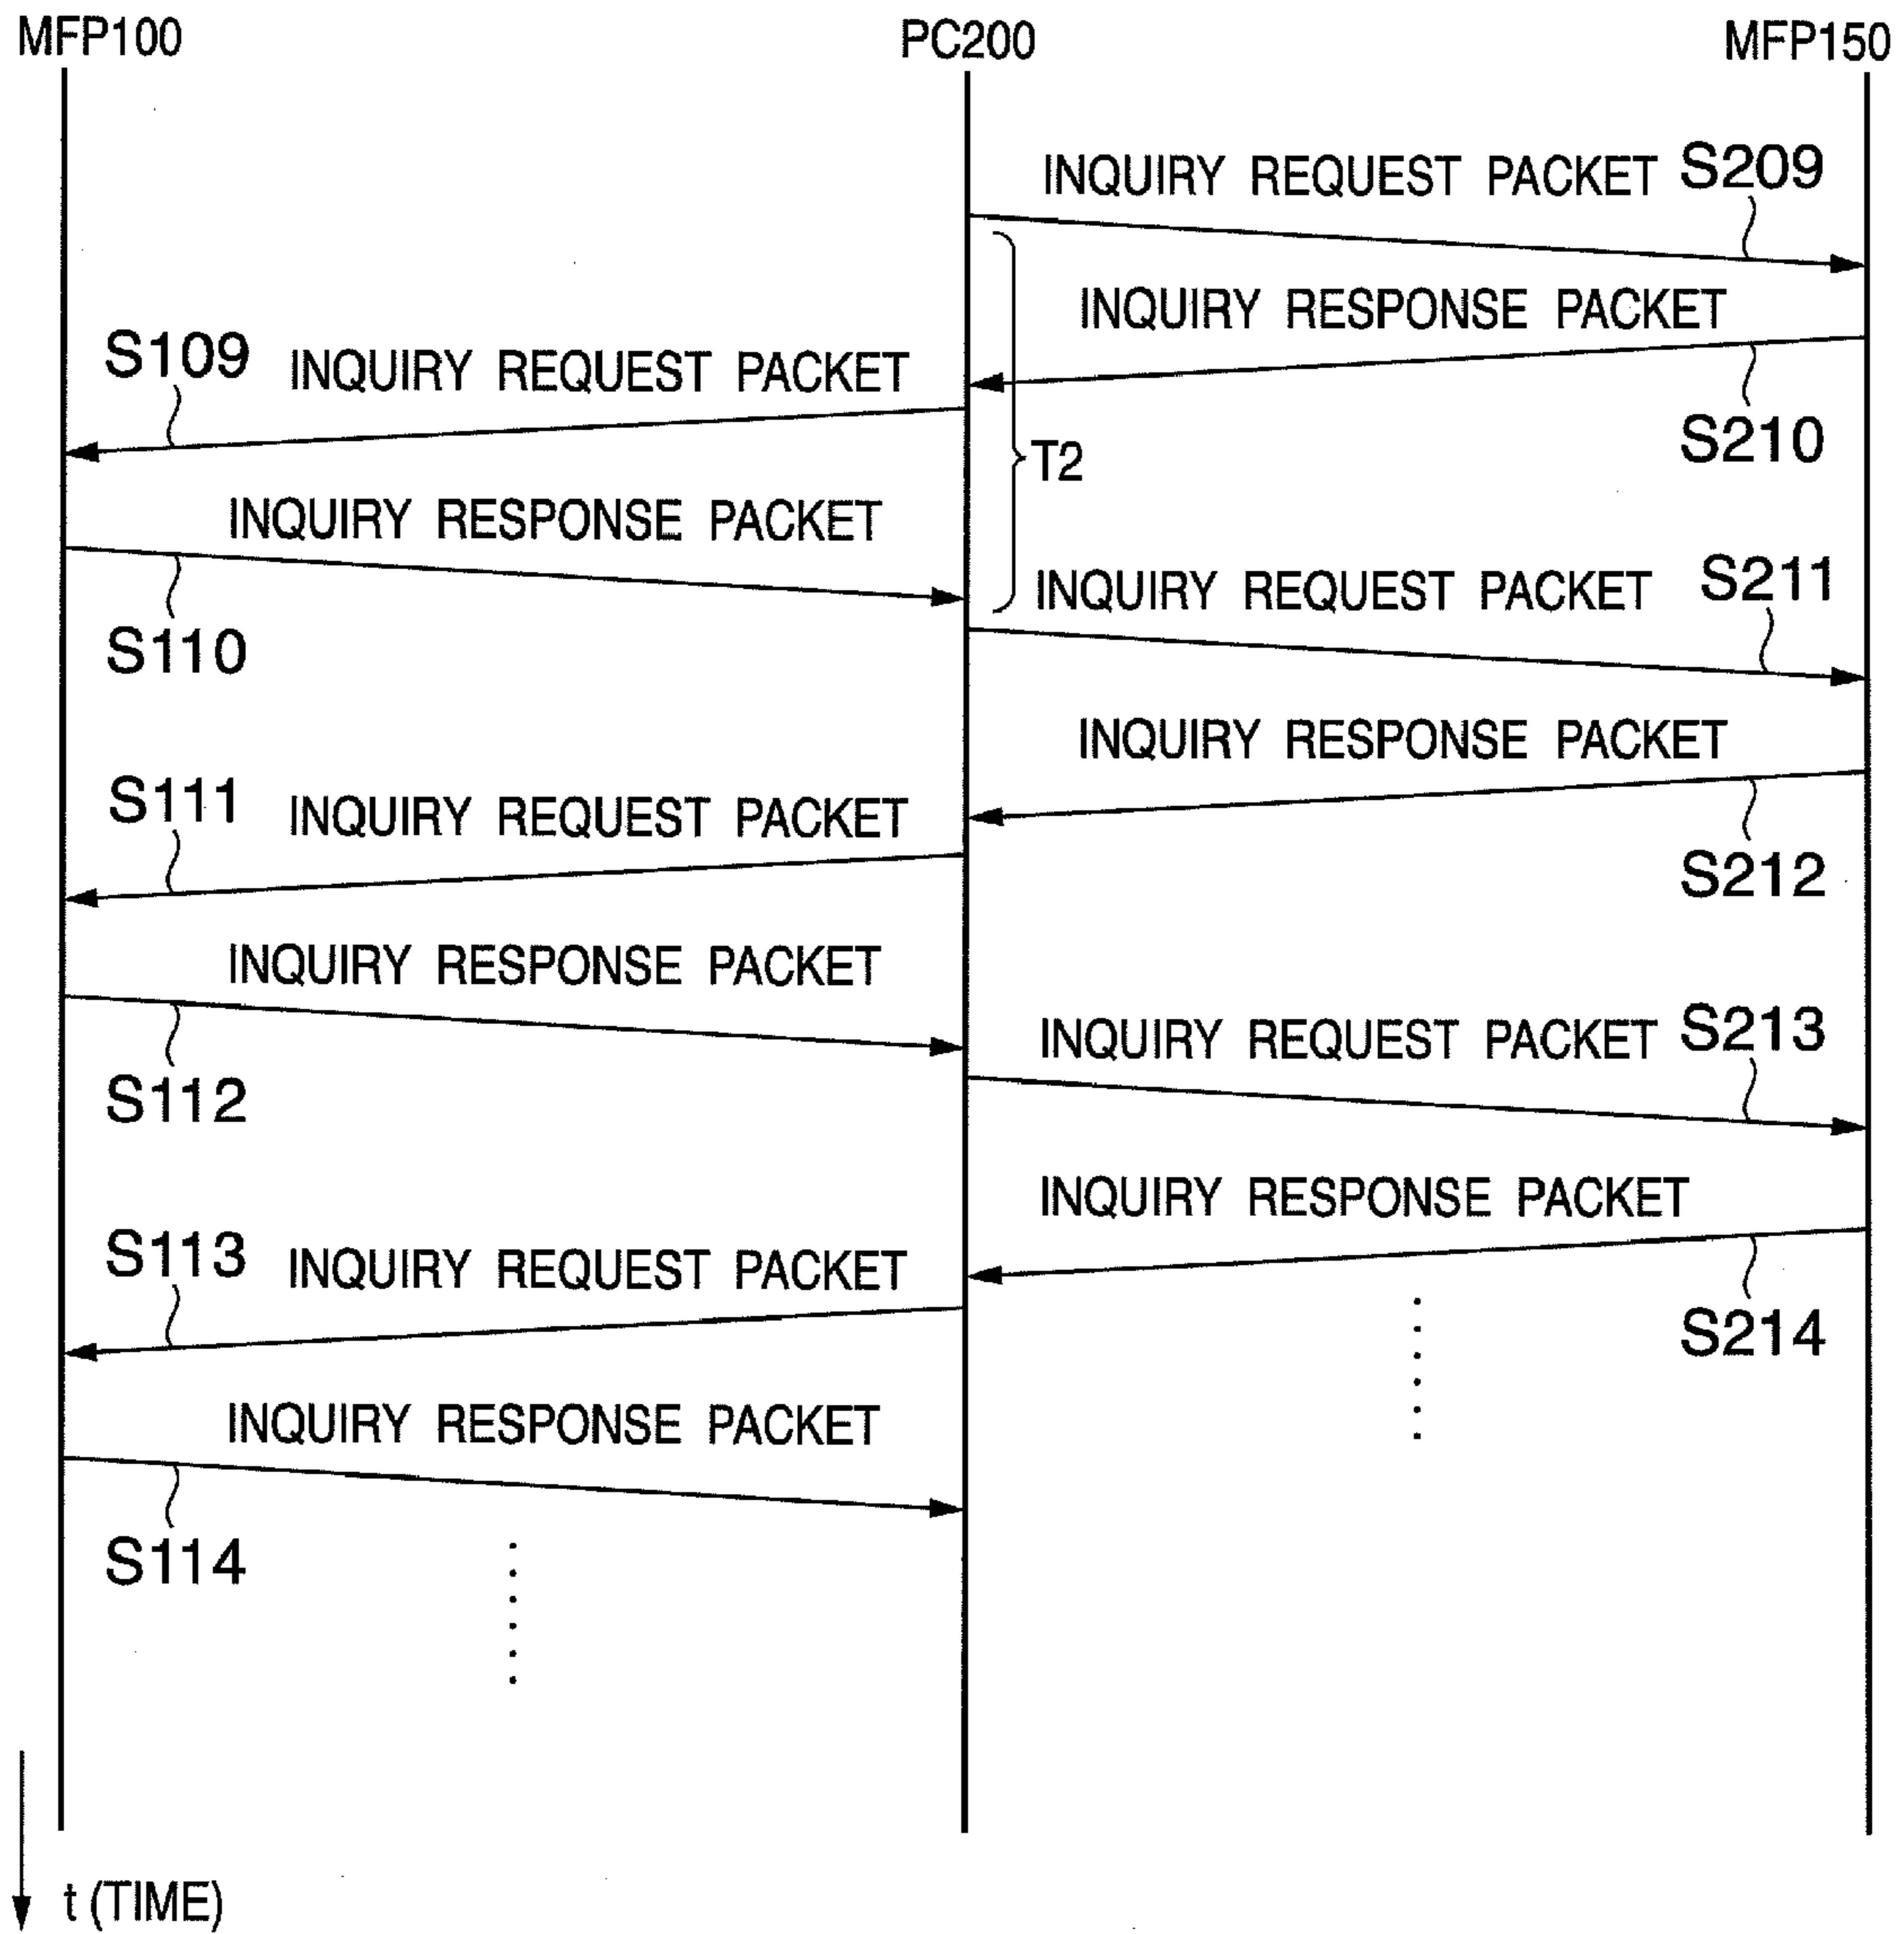 MFP100
PC200
MFP150
INQUIRY REQUEST PACKET S209
INQUIRY RESPONSE PACKET
S109 INQUIRY REQUEST PACKET
S210
T2
INQUIRY RESPONSE PACKET
INQUIRY REQUEST PACKET S211
S110
INQUIRY RESPONSE PACKET
S111 INQUIRY REQUEST PACKET
S212
INQUIRY RESPONSE PACKET
INQUIRY REQUEST PACKET S213
S112
INQUIRY RESPONSE PACKET
S113 INQUIRY REQUEST PACKET
S214
INQUIRY RESPONSE PACKET
S114
t (TIME)